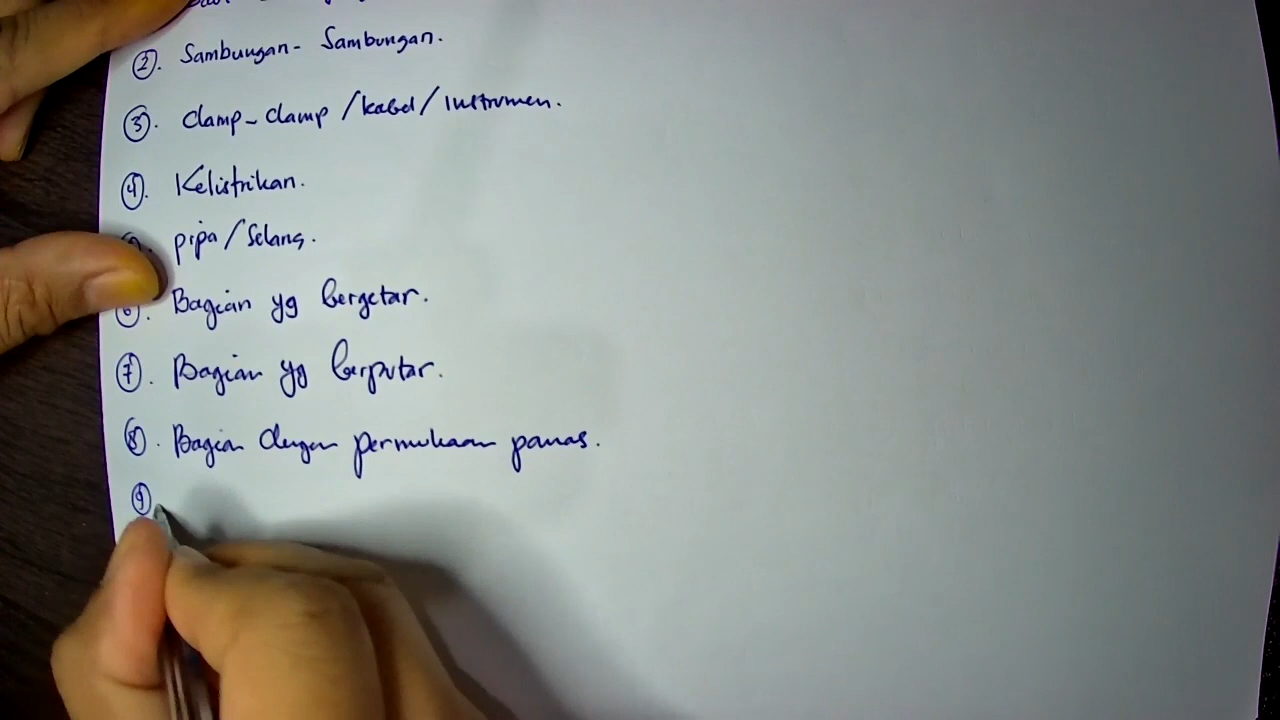 ②. Sambungan - Sambungan.
③. Clamp - clamp / kabel / instrumen.
④. Kelistrikan.
pipa / Selang.
⑥. Bagian yg bergetar.
⑦. Bagian yg berputar.
⑧. Bagian dengan permukaan panas.
⑨